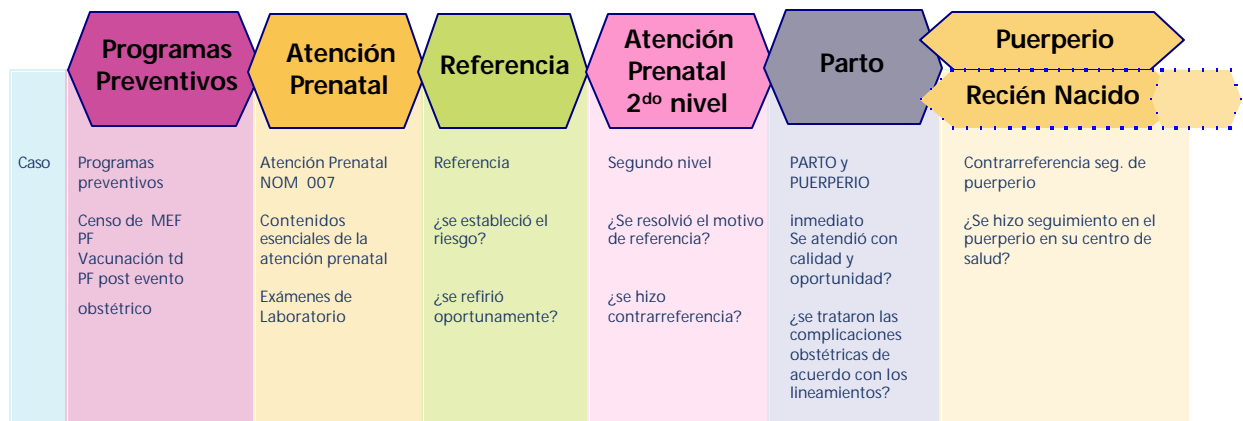 Programas
Preventivos
Atención
Prenatal
Referencia
Atención
Prenatal
2do nivel
Parto
Puerperio
Recién Nacido
Caso
Programas
preventivos
Censo de MEF
PF
Vacunación td
PF post evento
obstétrico
Atención Prenatal
NOM 007
Contenidos
esenciales de la
atención prenatal
Exámenes de
Laboratorio
Referencia
¿se estableció el
riesgo?
¿se refirió
oportunamente?
Segundo nivel
¿Se resolvió el motivo
de referencia?
¿se hizo
contrarreferencia?
PARTO y
PUERPERIO
inmediato
Se atendió con
calidad y
oportunidad?
¿se trataron las
complicaciones
obstétricas de
acuerdo con los
lineamientos?
Contrarreferencia seg. de
puerperio
¿Se hizo seguimiento en el
puerperio en su centro de
salud?